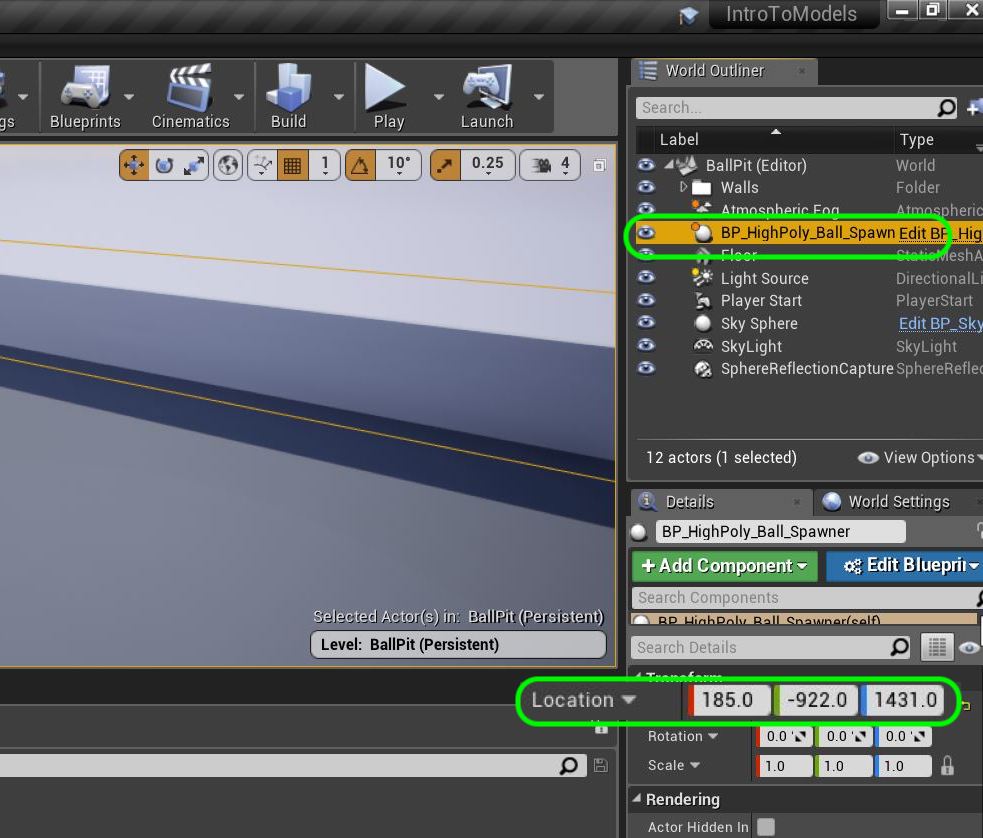 IntroToModels
World Outliner
gs
Blueprints
Cinematics
Build
Play
Launch
Search...
Label
Type
1
10°
0.25
4
BallPit (Editor)
World
Walls
Folder
Atmospheric Fog
Atmospheric
BP_HighPoly_Ball_Spawn
Edit BP_Hig
Floor
StaticMeshA
Light Source
DirectionalLi
Player Start
PlayerStart
Sky Sphere
Edit BP_Sky
SkyLight
SkyLight
SphereReflectionCapture
SphereReflec
12 actors (1 selected)
View Options
Details
World Settings
BP_HighPoly_Ball_Spawner
+ Add Component
Edit Blueprin
Search Components
BP_HighPoly_Ball_Spawner(self)
Selected Actor(s) in: BallPit (Persistent)
Level: BallPit (Persistent)
Search Details
Transform
Location
185.0
-922.0
1431.0
Rotation
0.0 °
0.0 °
0.0 °
Scale
1.0
1.0
1.0
Rendering
Actor Hidden In